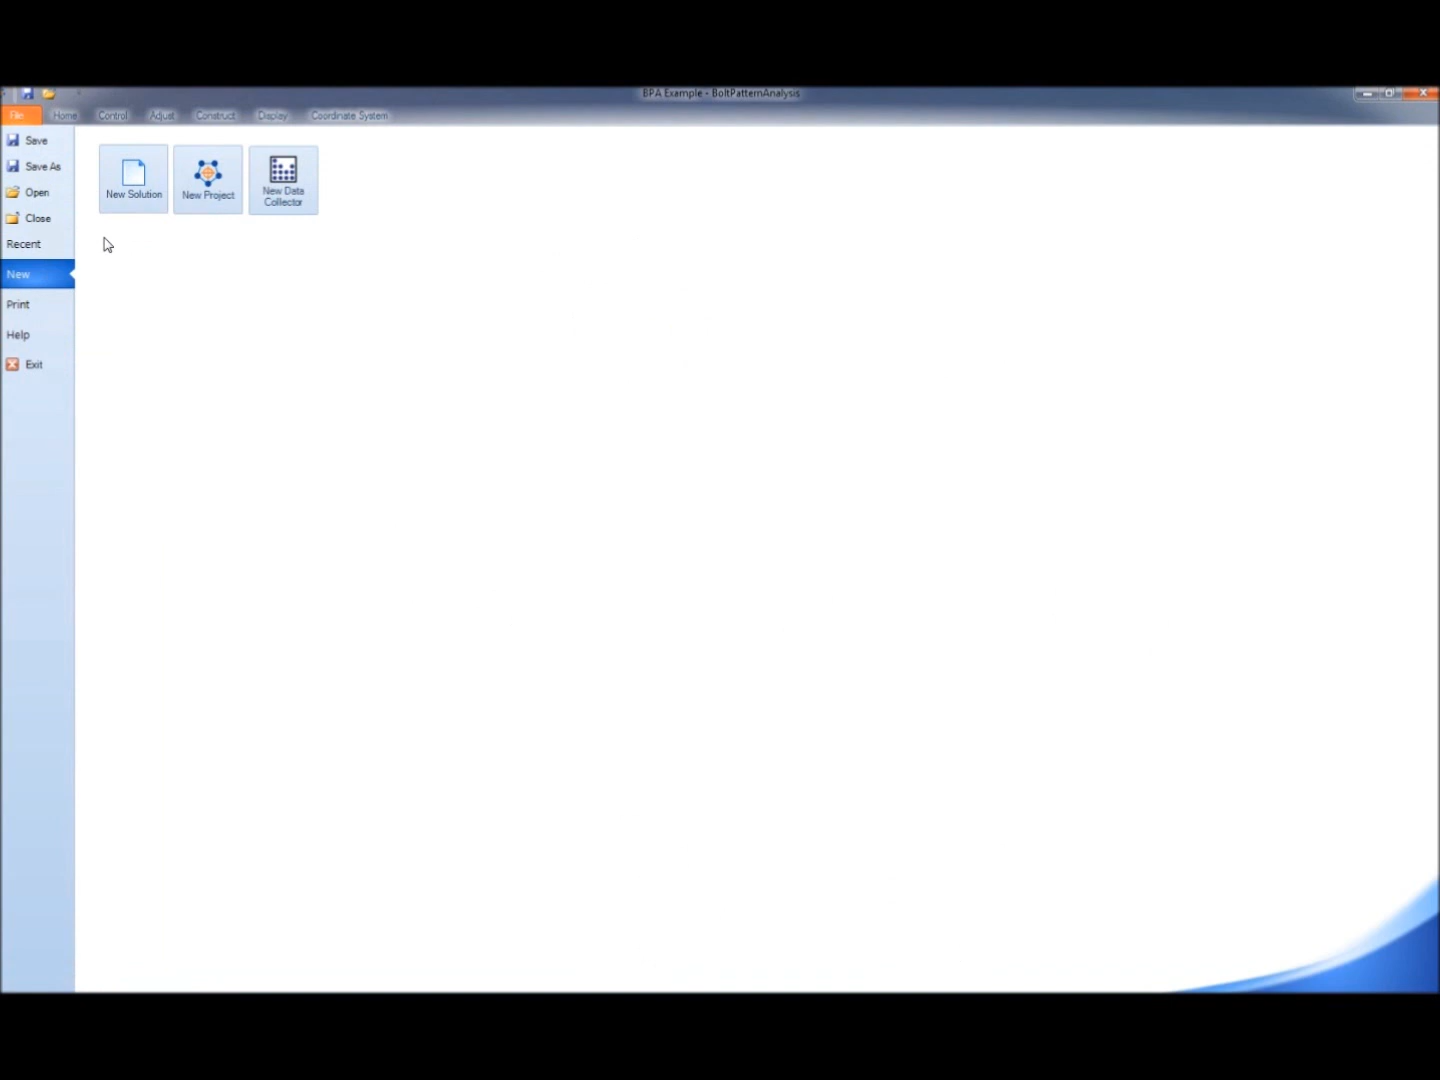 BPA Example - BoltPatternAnalysis
File Home Control Adjust Construct Display Coordinate System
Save
Save As
Open
Close
Recent
New
Print
Help
Exit
New Solution
New Project
New Data
Collector